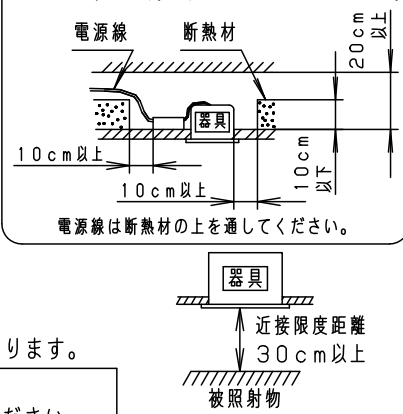 電源線
断熱材
20cm以上
器具
10cm以上
10cm以上
10cm以下
電源線は断熱材の上を通してください。
器具
近接限度距離
30cm以上
ります。
被照射物